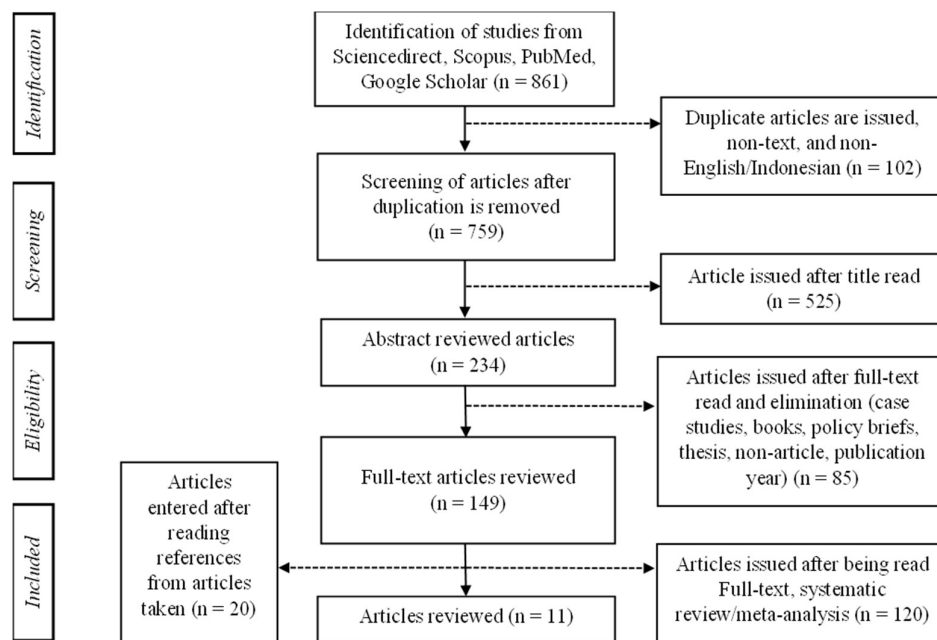 Identification
Identification of studies from
Sciencedirect, Scopus, PubMed,
Google Scholar (n = 861)
Duplicate articles are issued,
non-text, and non-
English/Indonesian (n = 102)
Screening
Screening of articles after
duplication is removed
(n = 759)
Article issued after title read
(n = 525)
Abstract reviewed articles
(n = 234)
Eligibility
Articles issued after full-text
read and elimination (case
studies, books, policy briefs,
thesis, non-article, publication
year) (n = 85)
Full-text articles reviewed
(n = 149)
Included
Articles
entered after
reading
references
from articles
taken (n = 20)
Articles issued after being read
Full-text, systematic
review/meta-analysis (n = 120)
Articles reviewed (n = 11)